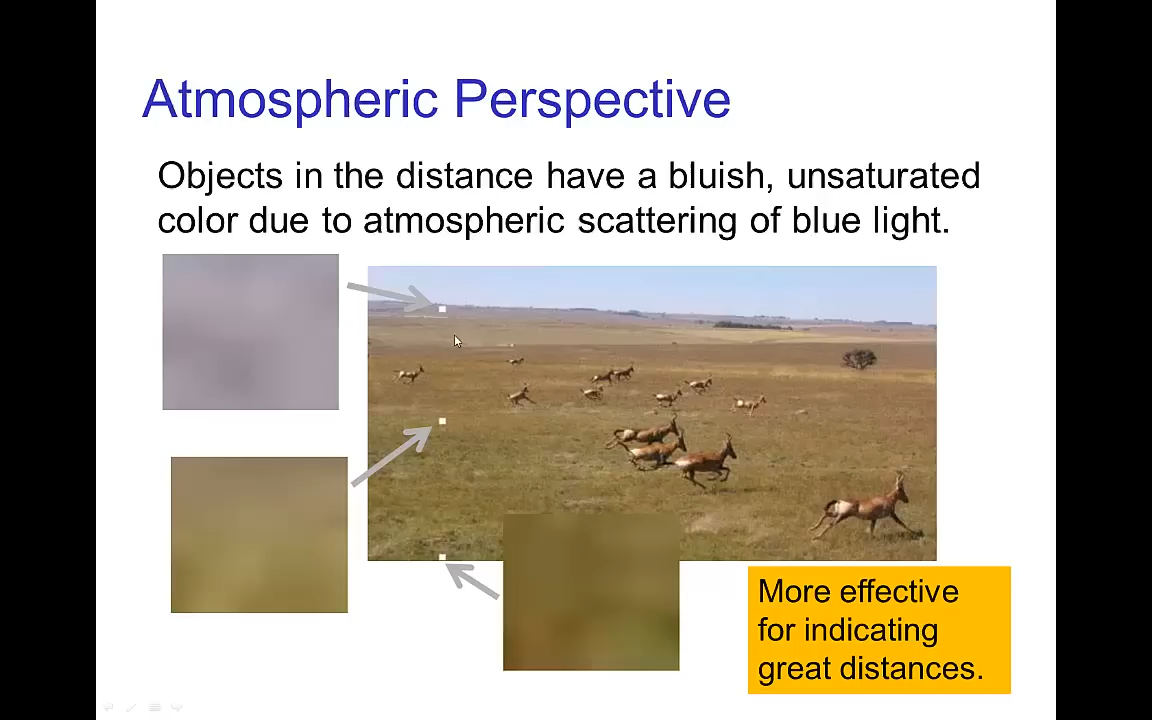 Atmospheric Perspective
Objects in the distance have a bluish, unsaturated
color due to atmospheric scattering of blue light.
More effective
for indicating
great distances.